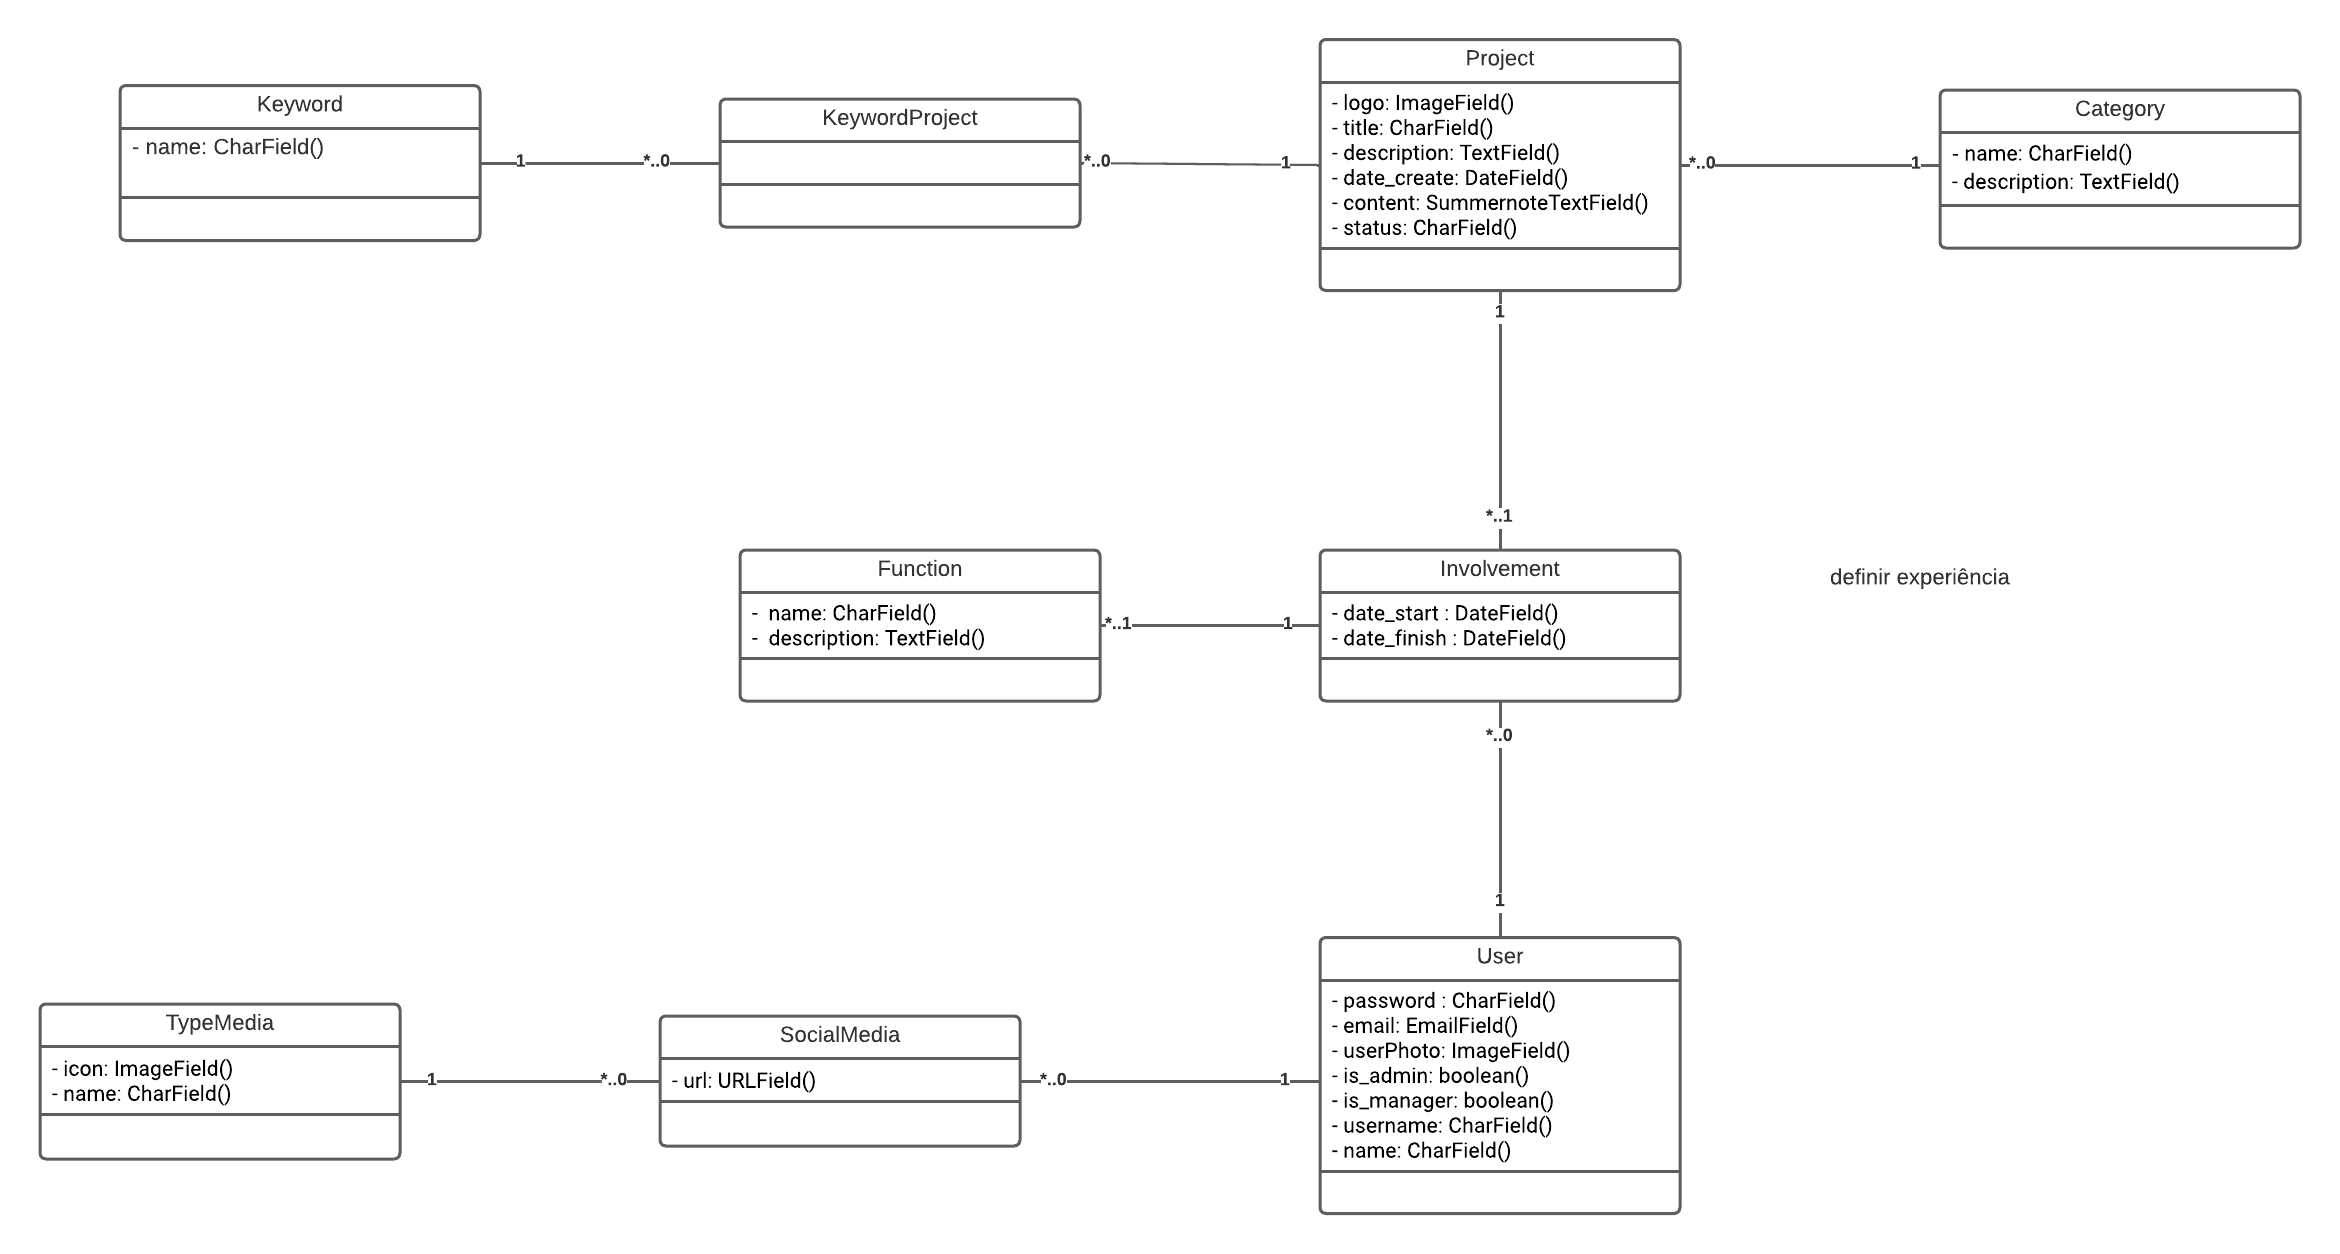 Keyword
- name: CharField()
1
*..0
KeywordProject
*..0
1
Project
- logo: ImageField()
- title: CharField()
- description: TextField()
- date_create: DateField()
- content: SummernoteTextField()
- status: CharField()
*..0
1
Category
- name: CharField()
- description: TextField()
1
*..1
Function
- name: CharField()
- description: TextField()
*..1
1
Involvement
- date_start : DateField()
- date_finish : DateField()
definir experiência
*..0
1
TypeMedia
- icon: ImageField()
- name: CharField()
1
*..0
SocialMedia
- url: URLField()
*..0
1
User
- password : CharField()
- email: EmailField()
- userPhoto: ImageField()
- is_admin: boolean()
- is_manager: boolean()
- username: CharField()
- name: CharField()